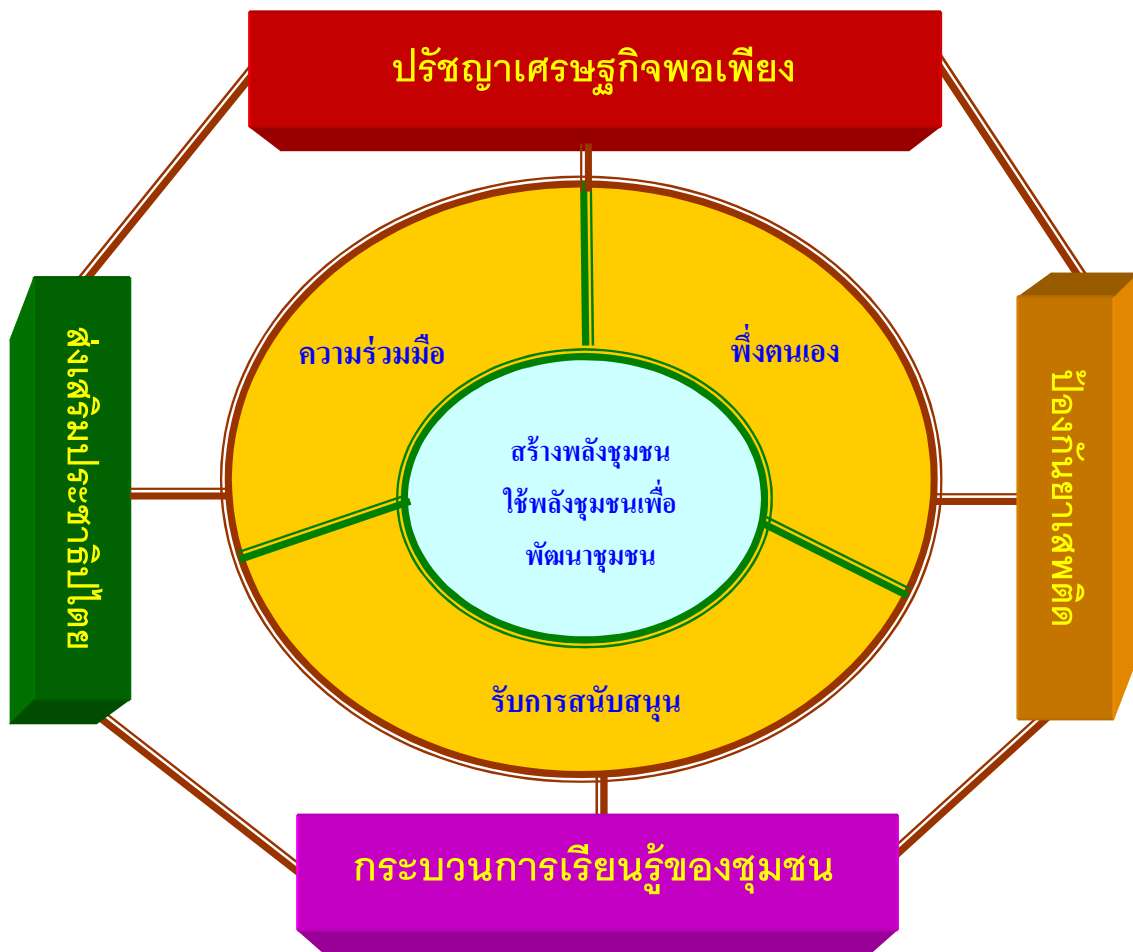 ปรัชญาเศรษฐกิจพอเพียง
ความร่วมมือ
พึ่งตนเอง
ส่งเสริมประชาธิปไตย
ป้องกันยาเสพติด
สร้างพลังชุมชน
ใช้พลังชุมชนเพื่อ
พัฒนาชุมชน
รับการสนับสนุน
กระบวนการเรียนรู้ของชุมชน